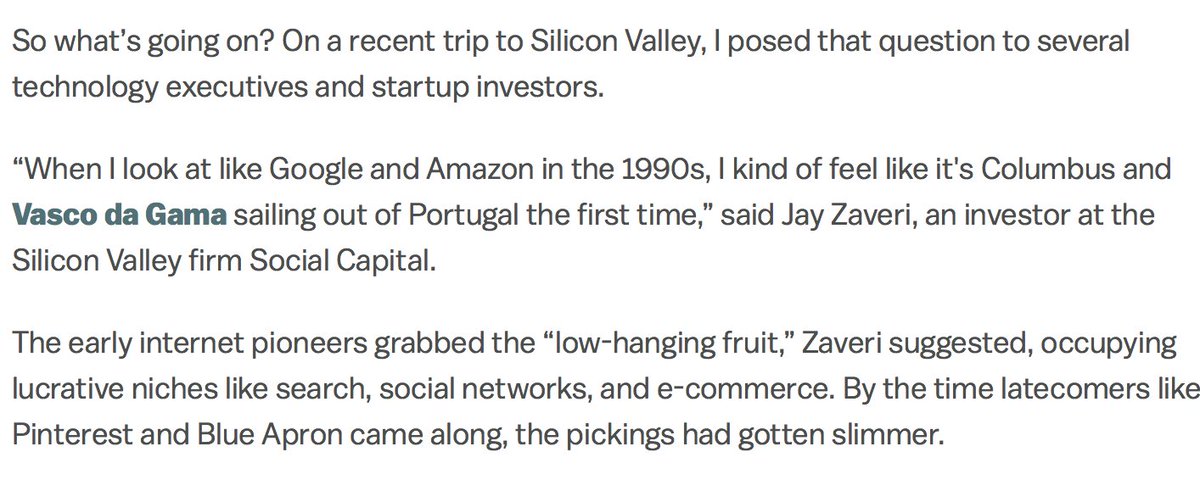 So what’s going on? On a recent trip to Silicon Valley, I posed that question to several
technology executives and startup investors.
“When I look at like Google and Amazon in the 1990s, I kind of feel like it's Columbus and
Vasco da Gama sailing out of Portugal the first time,” said Jay Zaveri, an investor at the
Silicon Valley firm Social Capital.
The early internet pioneers grabbed the “low-hanging fruit,” Zaveri suggested, occupying
lucrative niches like search, social networks, and e-commerce. By the time latecomers like
Pinterest and Blue Apron came along, the pickings had gotten slimmer.